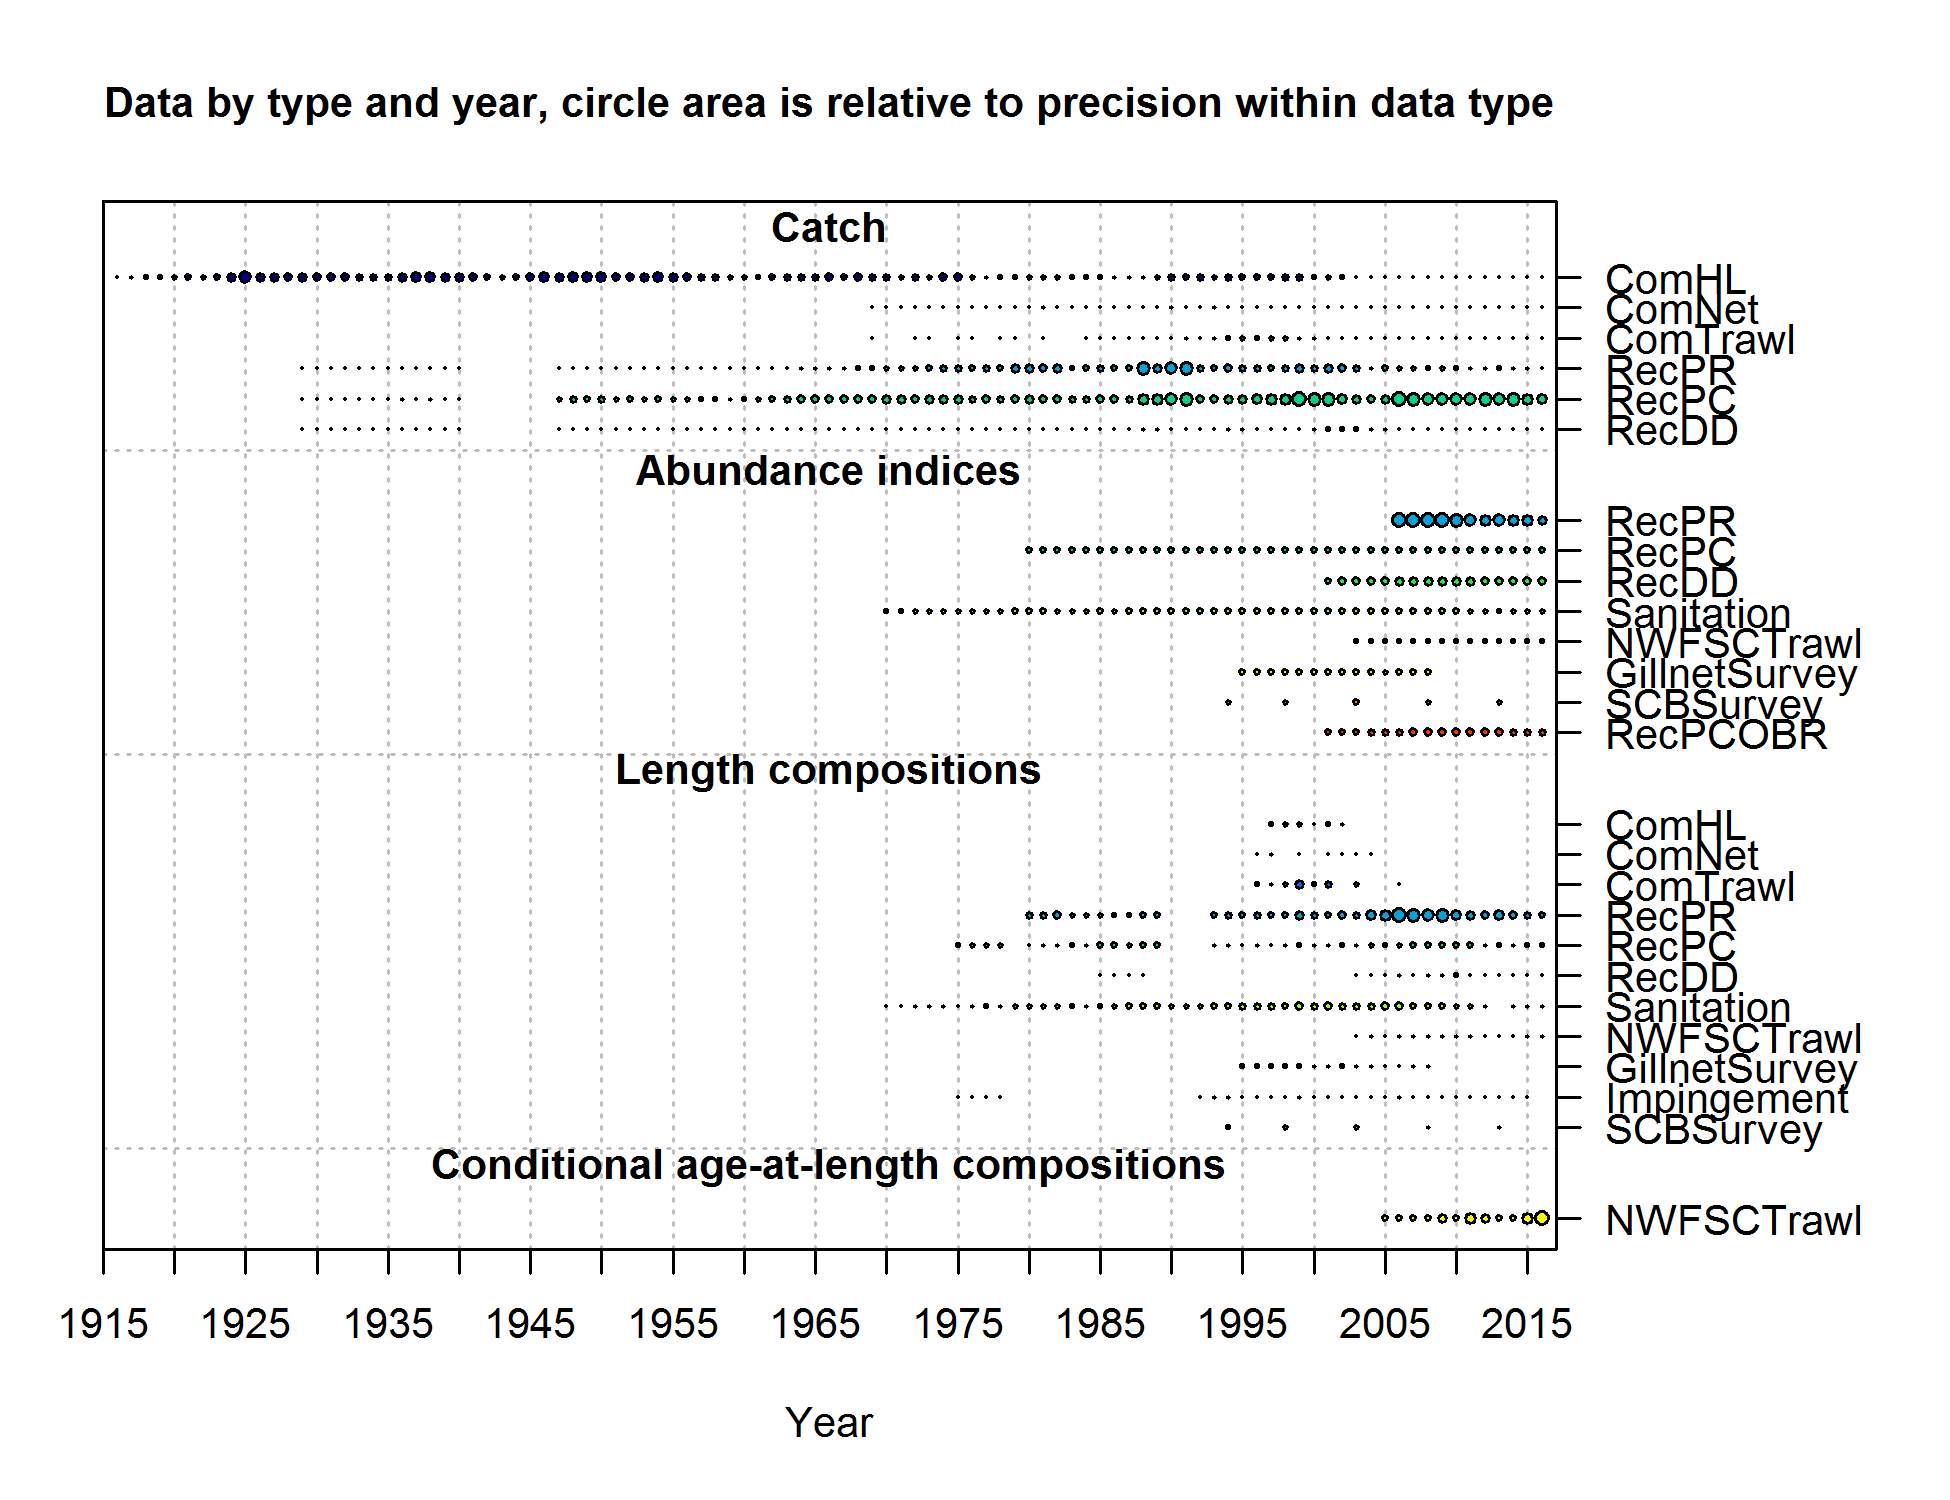 Data by type and year, circle area is relative to precision within data type
Catch
ComHL
ComNet
ComTrawl
RecPR
RecPC
RecDD
Abundance indices
RecPR
RecPC
RecDD
Sanitation
NWFSCTrawl
GillnetSurvey
SCBSurvey
RecPCOBR
Length compositions
ComHL
ComNet
ComTrawl
RecPR
RecPC
RecDD
Sanitation
NWFSCTrawl
GillnetSurvey
Impingement
SCBSurvey
Conditional age-at-length compositions
NWFSCTrawl
1915 1925 1935 1945 1955 1965 1975 1985 1995 2005 2015
Year